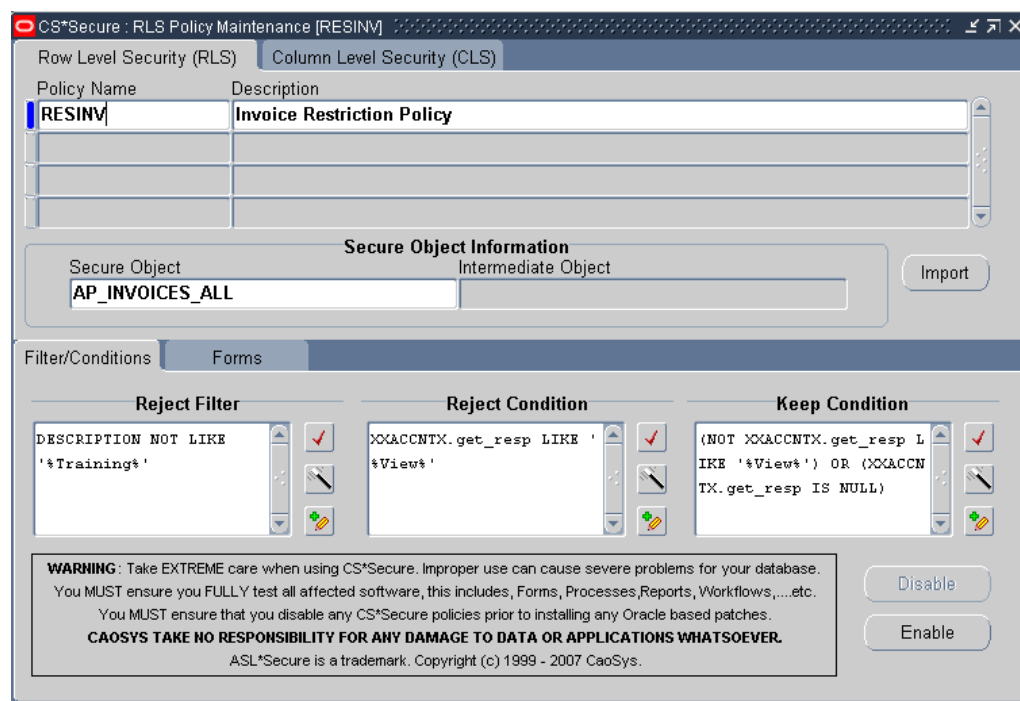 CS*Secure : RLS Policy Maintenance [RESINV]
Row Level Security (RLS) Column Level Security (CLS)
Policy Name Description
RESINV Invoice Restriction Policy
Secure Object Information
Secure Object Intermediate Object
AP_INVOICES_ALL
Import
Filter/Conditions Forms
Reject Filter Reject Condition Keep Condition
DESCRIPTION NOT LIKE XXACCNTX.get_resp LIKE ' (NOT XXACCNTX.get_resp L
'%Training%' %View%' IKE '%View%') OR (XXACCN
TX.get_resp IS NULL)
WARNING : Take EXTREME care when using CS*Secure. Improper use can cause severe problems for your database.
You MUST ensure you FULLY test all affected software, this includes, Forms, Processes,Reports, Workflows,....etc.
You MUST ensure that you disable any CS*Secure policies prior to installing any Oracle based patches.
CAOSYS TAKE NO RESPONSIBILITY FOR ANY DAMAGE TO DATA OR APPLICATIONS WHATSOEVER.
ASL*Secure is a trademark. Copyright (c) 1999 - 2007 CaoSys.
Disable
Enable